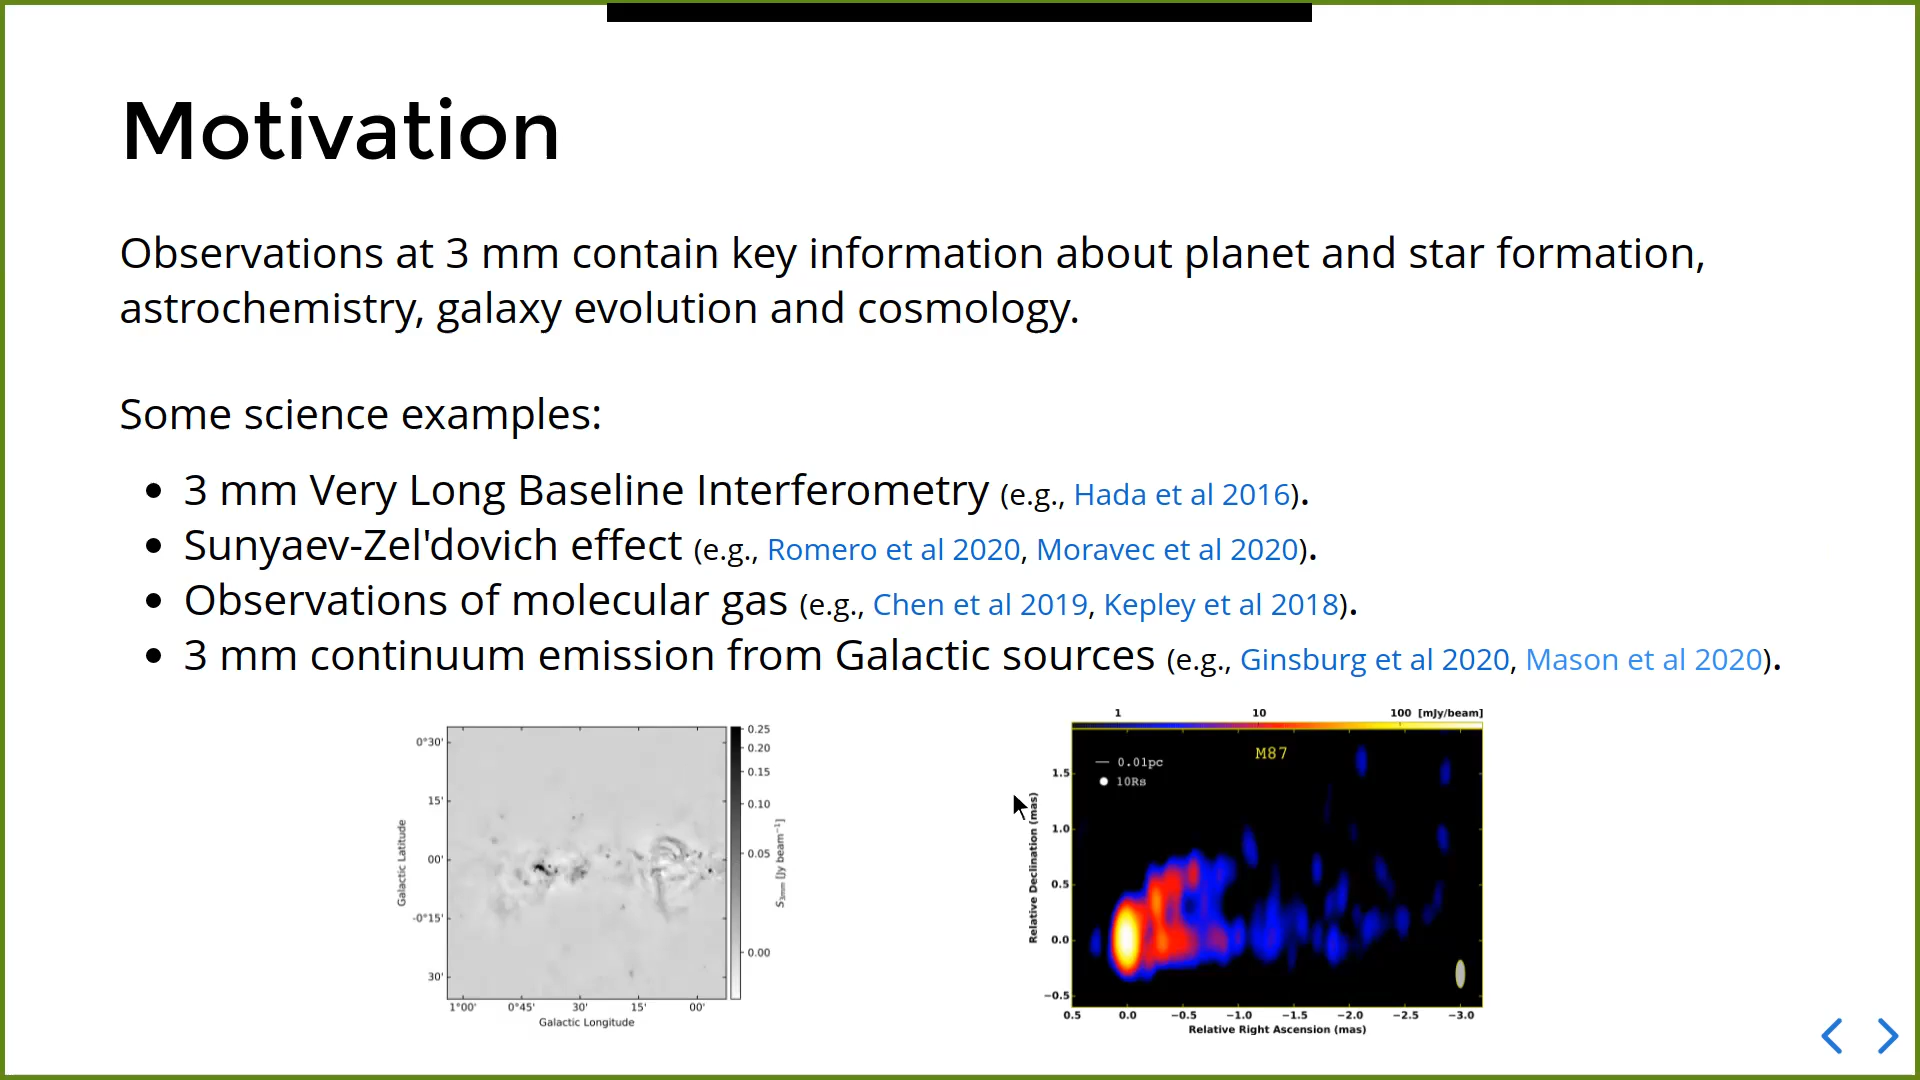 Motivation
Observations at 3 mm contain key information about planet and star formation,
astrochemistry, galaxy evolution and cosmology.
Some science examples:
• 3 mm Very Long Baseline Interferometry (e.g., Hada et al 2016).
• Sunyaev-Zel'dovich effect (e.g., Romero et al 2020, Moravec et al 2020).
• Observations of molecular gas (e.g., Chen et al 2019, Kepley et al 2018).
• 3 mm continuum emission from Galactic sources (e.g., Ginsburg et al 2020, Mason et al 2020).
0°30'
15'
00'
-0°15'
30'
Galactic Latitude
1°00' 0°45' 30' 15' 00'
Galactic Longitude
0.25
0.20
0.15
0.10
0.05
0.00
S3mm [Jy beam⁻¹]
1 10 100 [mJy/beam]
M87
0.01pc
10Rs
1.5
1.0
0.5
0.0
−0.5
Relative Declination (mas)
0.5 0.0 −0.5 −1.0 −1.5 −2.0 −2.5 −3.0
Relative Right Ascension (mas)